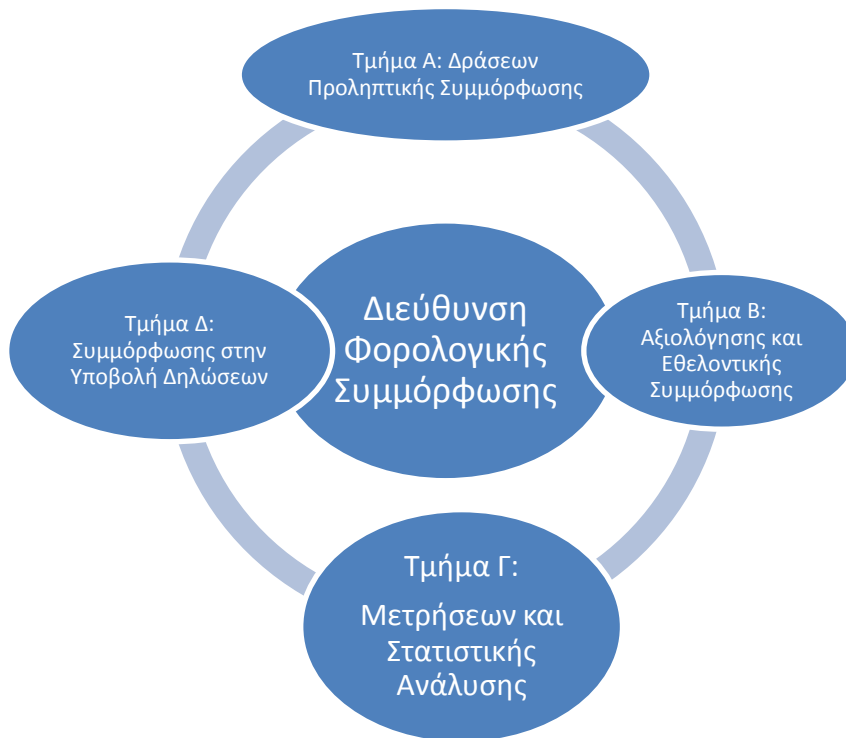 Τμήμα Α: Δράσεων
Προληπτικής Συμμόρφωσης
Διεύθυνση
Φορολογικής
Συμμόρφωσης
Τμήμα Δ:
Συμμόρφωσης στην
Υποβολή Δηλώσεων
Τμήμα Β:
Αξιολόγησης και
Εθελοντικής
Συμμόρφωσης
Τμήμα Γ:
Μετρήσεων και
Στατιστικής
Ανάλυσης